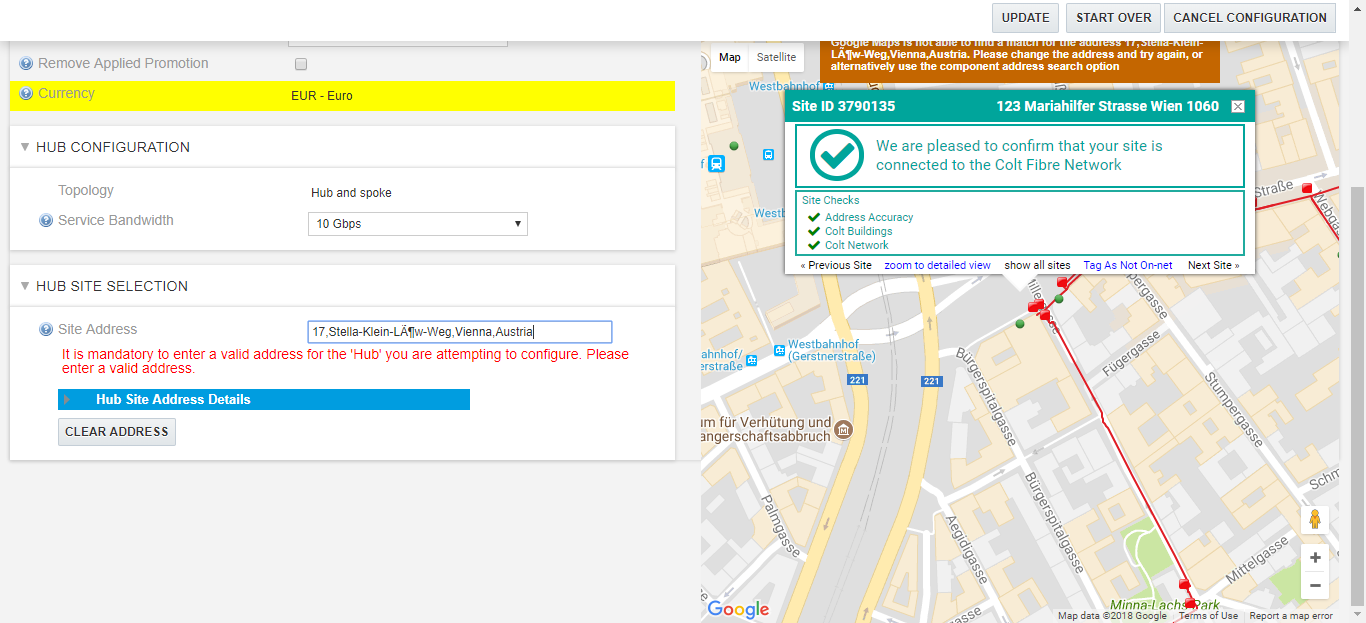 UPDATE START OVER CANCEL CONFIGURATION
Remove Applied Promotion
Currency EUR - Euro
HUB CONFIGURATION
Topology Hub and spoke
Service Bandwidth 10 Gbps
HUB SITE SELECTION
Site Address 17,Stella-Klein-LÃ¶w-Weg,Vienna,Austria
It is mandatory to enter a valid address for the 'Hub' you are attempting to configure. Please
enter a valid address.
Hub Site Address Details
CLEAR ADDRESS
Map Satellite
Google Maps is not able to find a match for the address 17,Stella-Klein-
LÃ¶w-Weg,Vienna,Austria. Please change the address and try again, or
alternatively use the component address search option
Westbahnhof
Site ID 3790135 123 Mariahilfer Strasse Wien 1060
We are pleased to confirm that your site is
connected to the Colt Fibre Network
Site Checks
Address Accuracy
Colt Buildings
Colt Network
« Previous Site zoom to detailed view show all sites Tag As Not On-net Next Site »
f
Westb
Straße
Webga
Millerg
ahnhof/
erstraße
Westbahnhof
(Gerstnerstraße)
221
221
Bürgerspitalgasse
Fügergasse
Stumpergasse
Stumpergasse
um für Verhütung und
angerschaftsabbruch
Palmgasse
Aegidigasse
Bürgerspitalgasse
Schm
Mittelgasse
Minna-Lachs-Park
Google
Map data ©2018 Google Terms of Use Report a map error